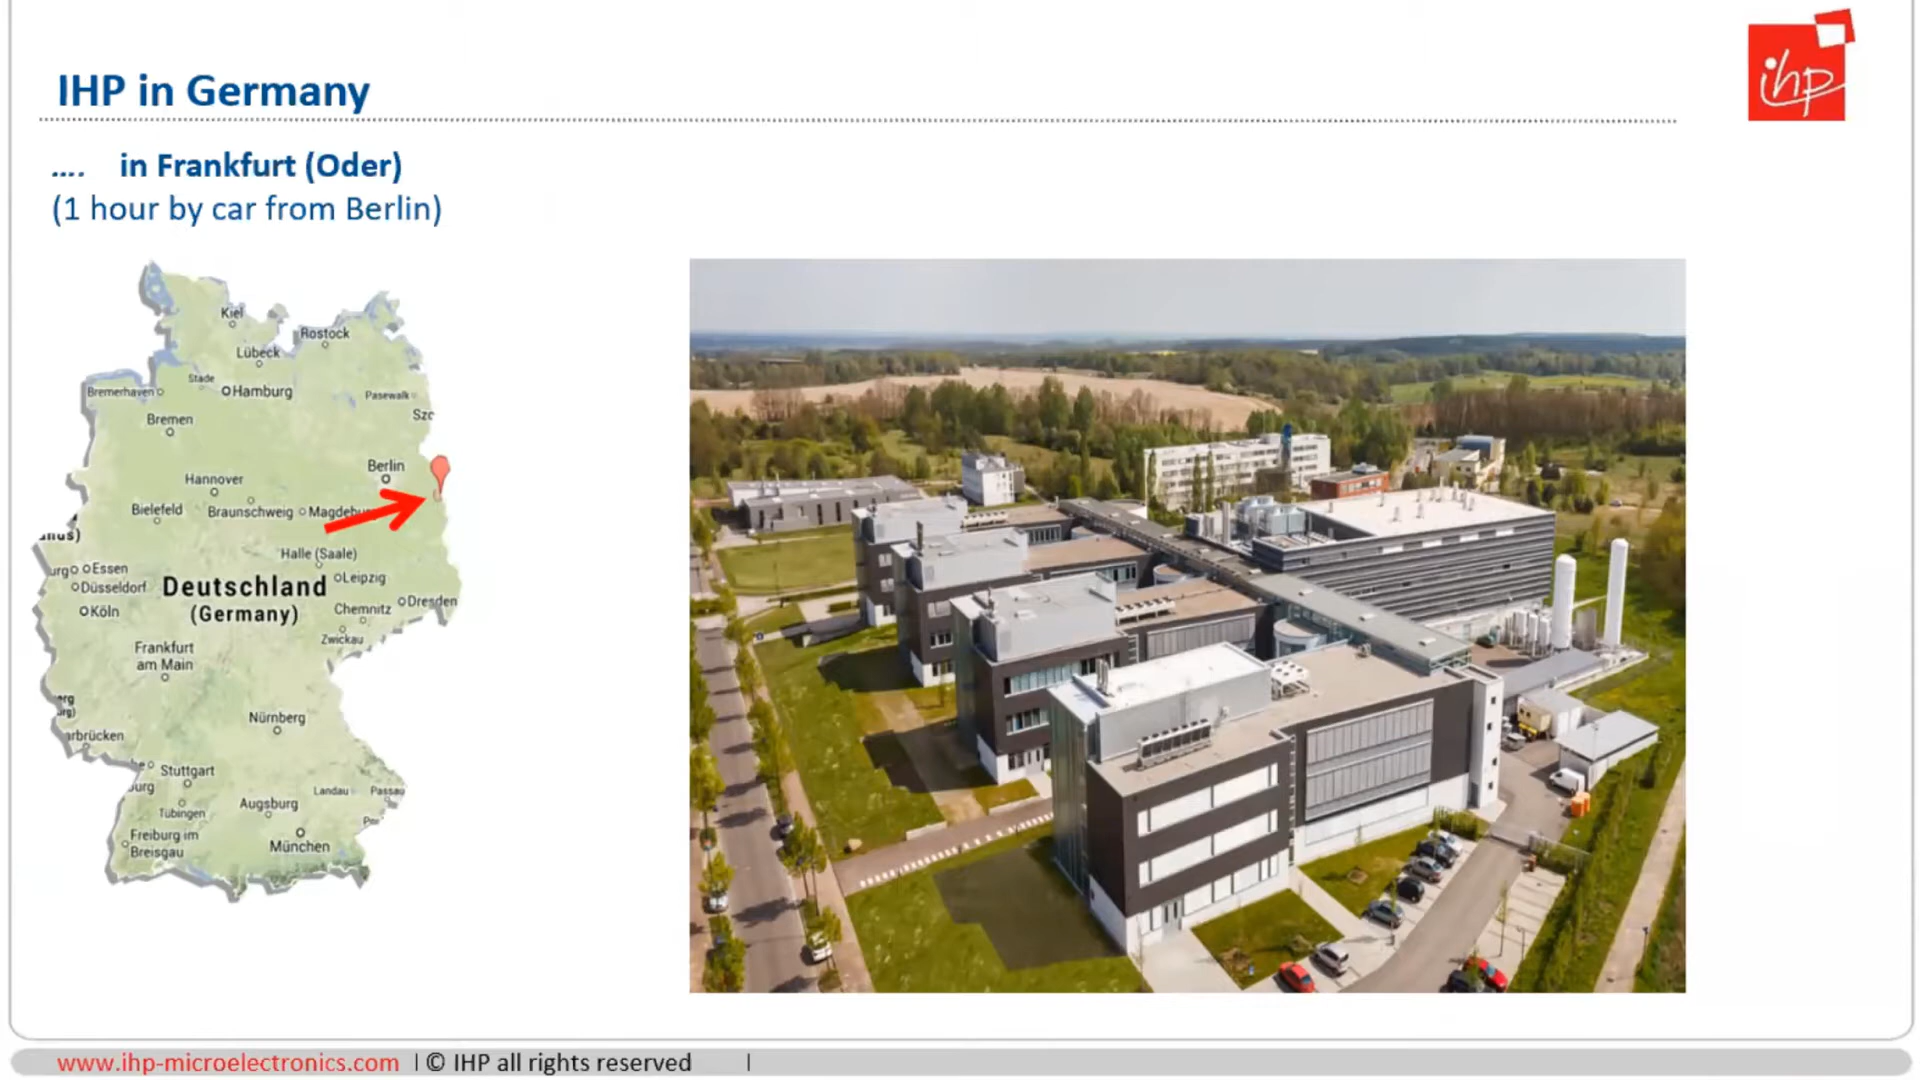 IHP in Germany
ihp
.... in Frankfurt (Oder)
(1 hour by car from Berlin)
Kiel
Rostock
Lübeck
Stade
Hamburg
Bremerhaven
Pasewalk
Szc
Bremen
Berlin
Hannover
Bielefeld
Braunschweig
Magdebu
Halle (Saale)
Essen
Düsseldorf
Deutschland
(Germany)
Leipzig
Köln
Chemnitz
Dresden
Zwickau
Frankfurt
am Main
Nürnberg
arbrücken
Stuttgart
Landau
Passau
Augsburg
Tübingen
Freiburg im
Breisgau
München
www.ihp-microelectronics.com | © IHP all rights reserved |